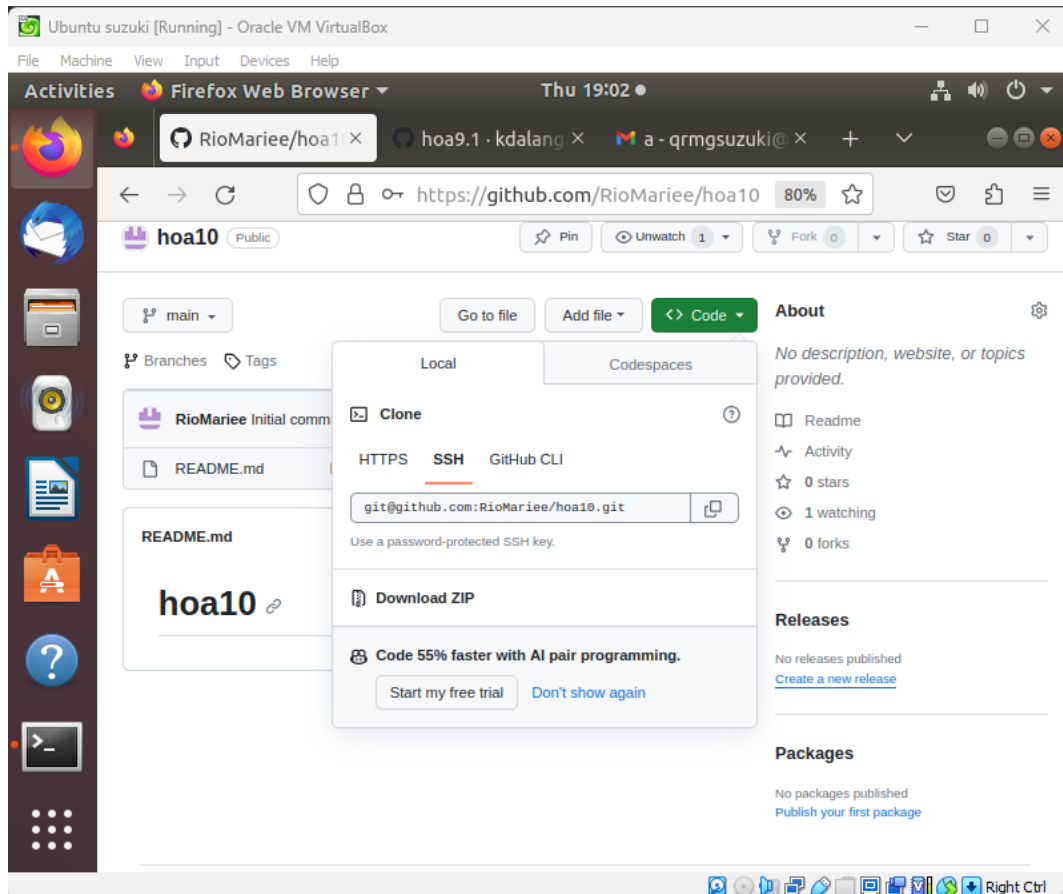 Ubuntu suzuki [Running] - Oracle VM VirtualBox
File Machine View Input Devices Help
Activities Firefox Web Browser Thu 19:02
RioMariee/hoa10 hoa9.1 · kdalang a - qrmgsuzuki@
https://github.com/RioMariee/hoa10 80%
hoa10 Public Pin Unwatch 1 Fork 0 Star 0
main Go to file Add file <> Code
Branches Tags
RioMariee Initial comm
README.md
README.md
hoa10
Local Codespaces
Clone
HTTPS SSH GitHub CLI
git@github.com:RioMariee/hoa10.git
Use a password-protected SSH key.
Download ZIP
Code 55% faster with AI pair programming.
Start my free trial Don't show again
About
No description, website, or topics
provided.
Readme
Activity
0 stars
1 watching
0 forks
Releases
No releases published
Create a new release
Packages
No packages published
Publish your first package
Right Ctrl